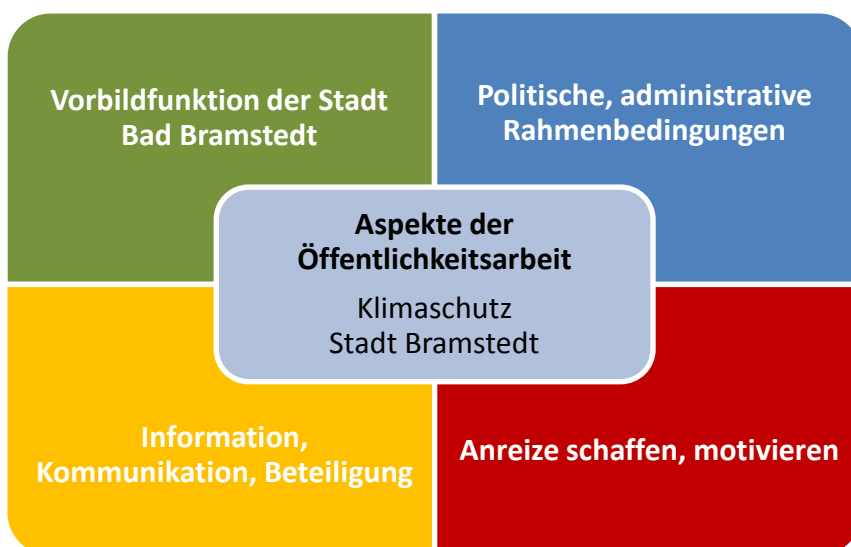 Vorbildfunktion der Stadt
Bad Bramstedt
Politische, administrative
Rahmenbedingungen
Aspekte der
Öffentlichkeitsarbeit
Klimaschutz
Stadt Bramstedt
Information,
Kommunikation, Beteiligung
Anreize schaffen, motivieren